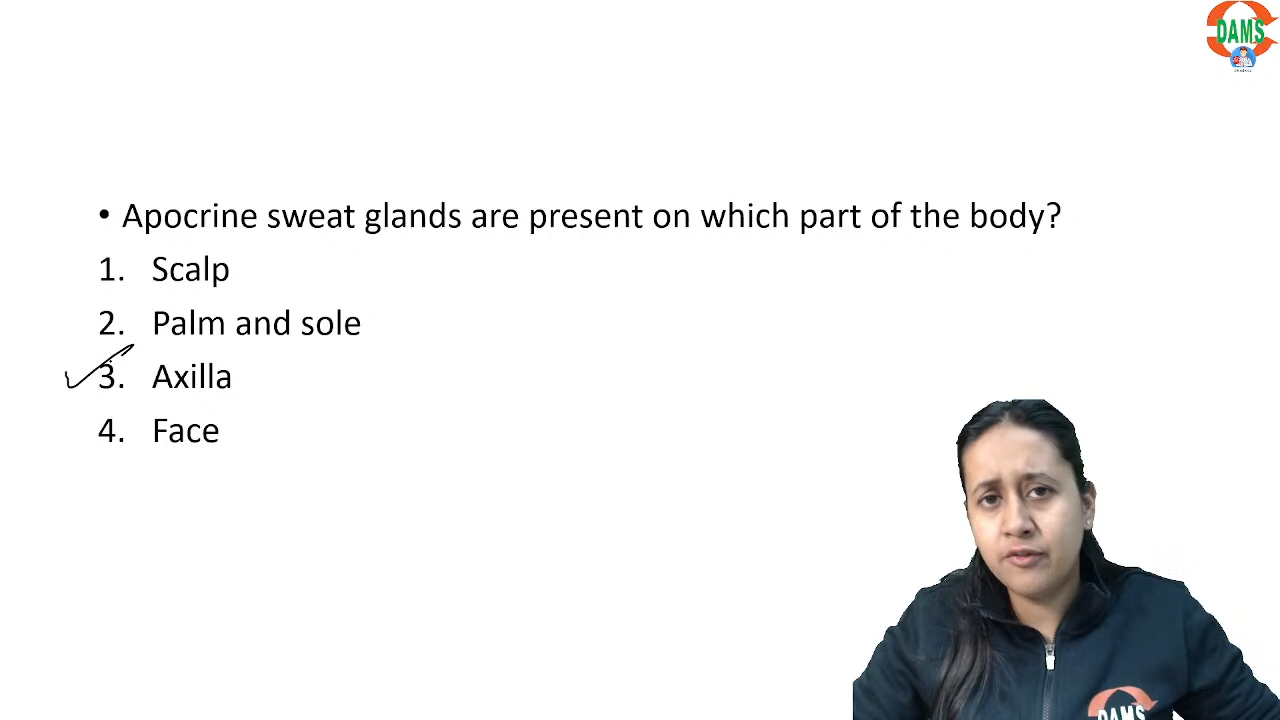 DAMS
• Apocrine sweat glands are present on which part of the body?
1. Scalp
2. Palm and sole
3. Axilla
4. Face
DAMS